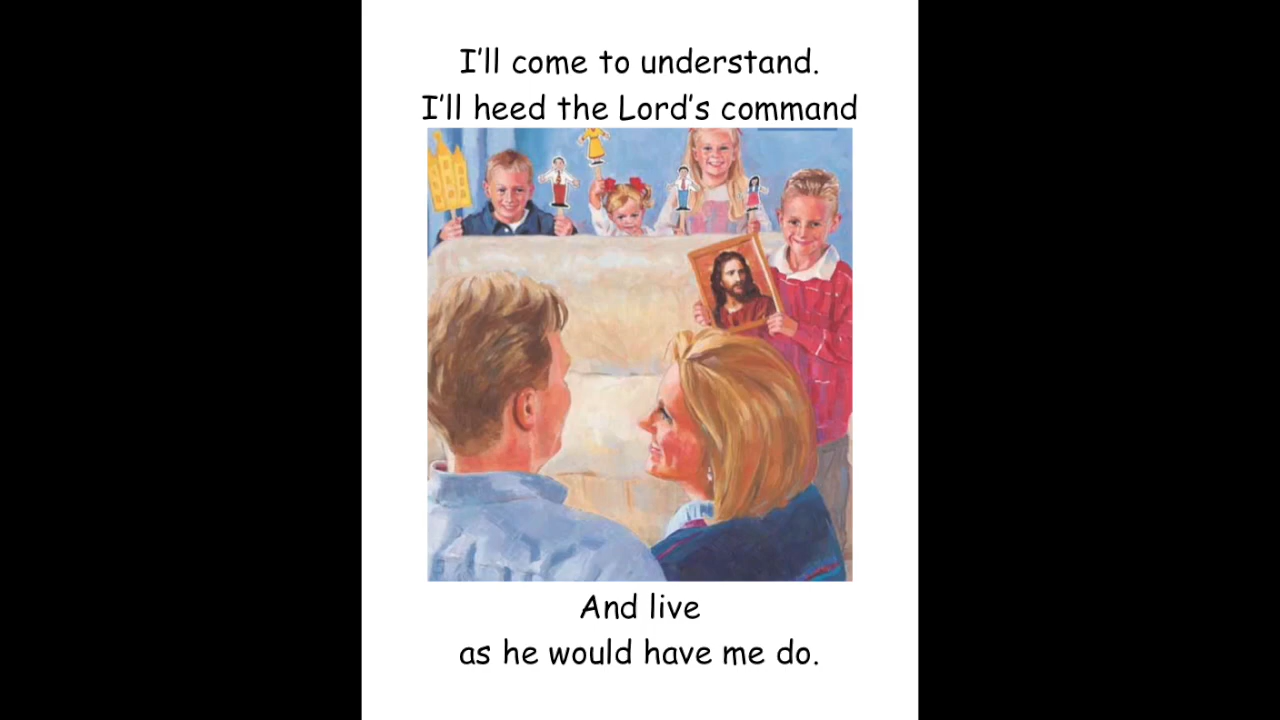 I'll come to understand.
I'll heed the Lord's command
And live
as he would have me do.